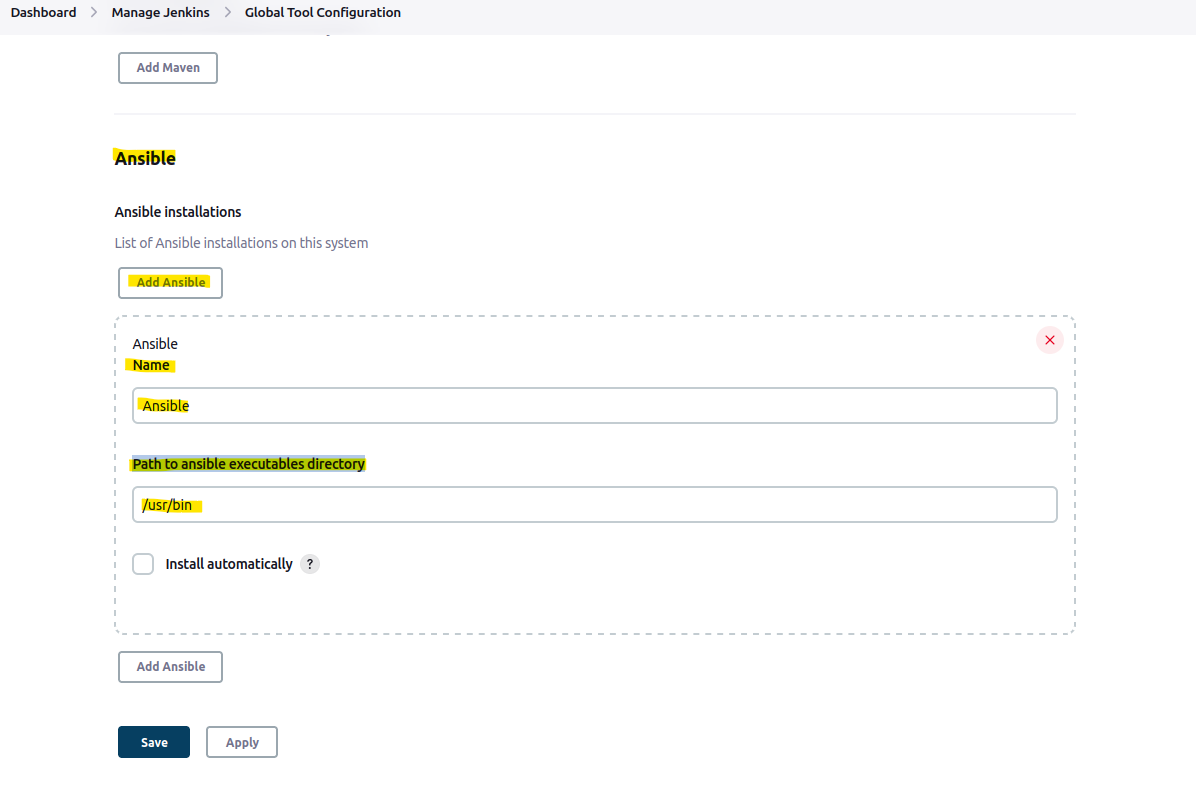 Dashboard > Manage Jenkins > Global Tool Configuration
Add Maven
Ansible
Ansible installations
List of Ansible installations on this system
Add Ansible
Ansible
Name
Ansible
Path to ansible executables directory
/usr/bin
Install automatically ?
Add Ansible
Save Apply